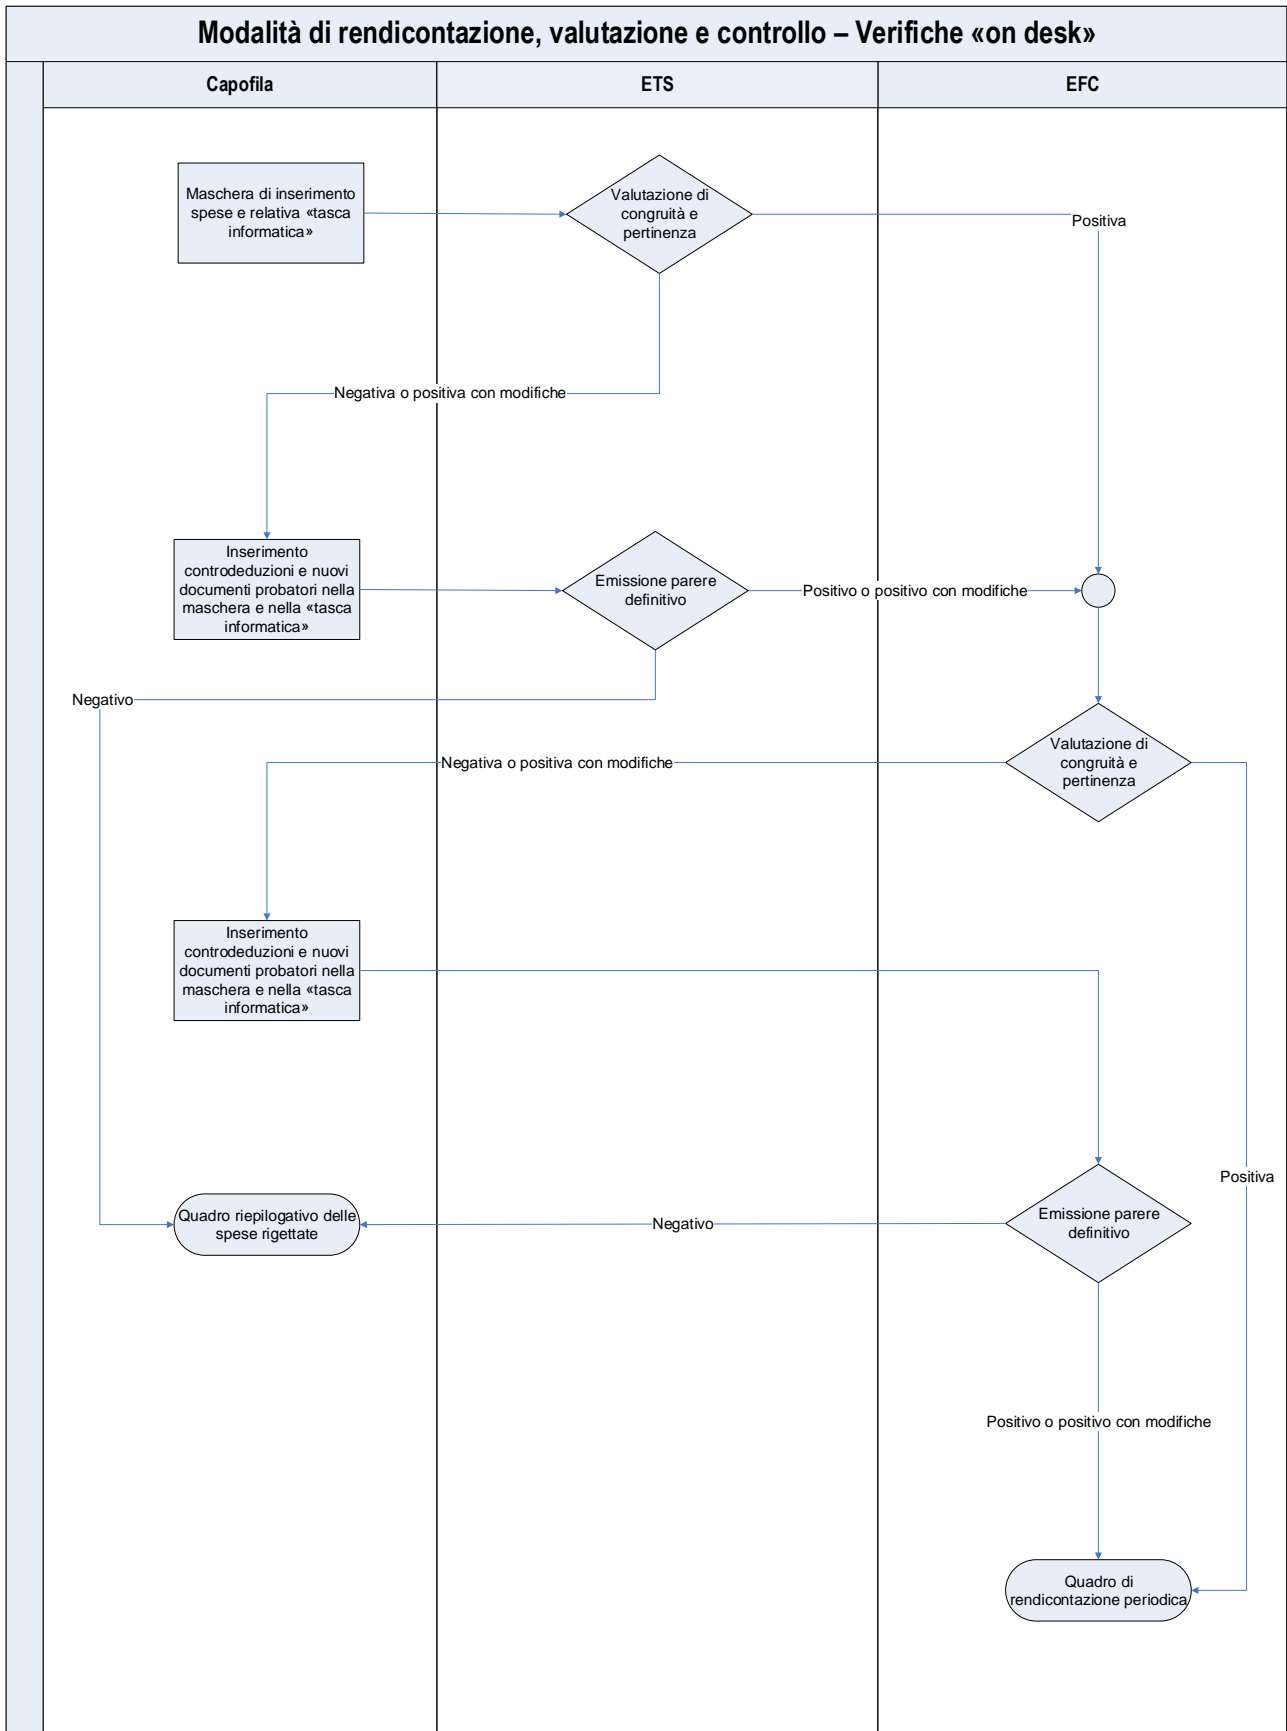 Modalità di rendicontazione, valutazione e controllo – Verifiche «on desk»
Capofila
ETS
EFC
Maschera di inserimento
spese e relativa «tasca
informatica»
Valutazione di
congruità e
pertinenza
Positiva
Negativa o positiva con modifiche
Inserimento
controdeduzioni e nuovi
documenti probatori nella
maschera e nella «tasca
informatica»
Emissione parere
definitivo
Positivo o positivo con modifiche
Negativo
Valutazione di
congruità e
pertinenza
Negativa o positiva con modifiche
Inserimento
controdeduzioni e nuovi
documenti probatori nella
maschera e nella «tasca
informatica»
Positiva
Quadro riepilogativo delle
spese rigettate
Negativo
Emissione parere
definitivo
Positivo o positivo con modifiche
Quadro di
rendicontazione periodica